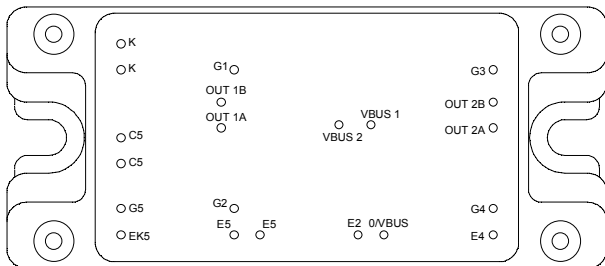 K
K
G1
G3
OUT 1B
OUT 2B
OUT 1A
VBUS 1
OUT 2A
VBUS 2
C5
C5
G5
G2
G4
EK5
E5
E5
E2
0/VBUS
E4